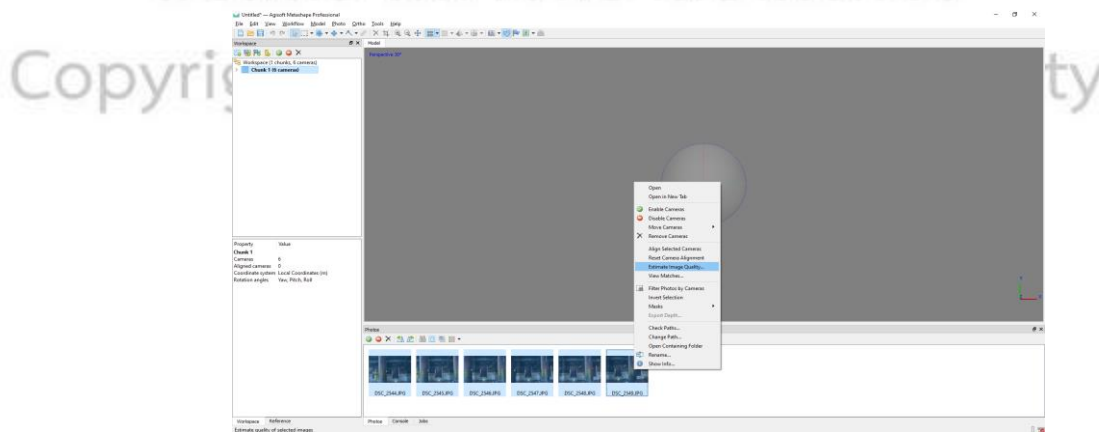 Untitled* — Agisoft Metashape Professional
File Edit View Workflow Model Photo Ortho Tools Help
Workspace
Model
Workspace (1 chunks, 6 cameras)
Chunk 1 (6 cameras)
Perspective 30°
Copyri
ty
Open
Open in New Tab
Enable Cameras
Disable Cameras
Move Cameras
Remove Cameras
Align Selected Cameras
Reset Camera Alignment
Estimate Image Quality...
View Matches...
Filter Photos by Cameras
Invert Selection
Masks
Export Depth...
Check Paths...
Change Path...
Open Containing Folder
Rename...
Show Info...
Property Value
Chunk 1
Cameras 6
Aligned cameras 0
Coordinate system Local Coordinates (m)
Rotation angles Yaw, Pitch, Roll
Photos
DSC_2544.JPG DSC_2545.JPG DSC_2546.JPG DSC_2547.JPG DSC_2548.JPG DSC_2549.JPG
Workspace Reference
Photos Console Jobs
Estimate quality of selected images